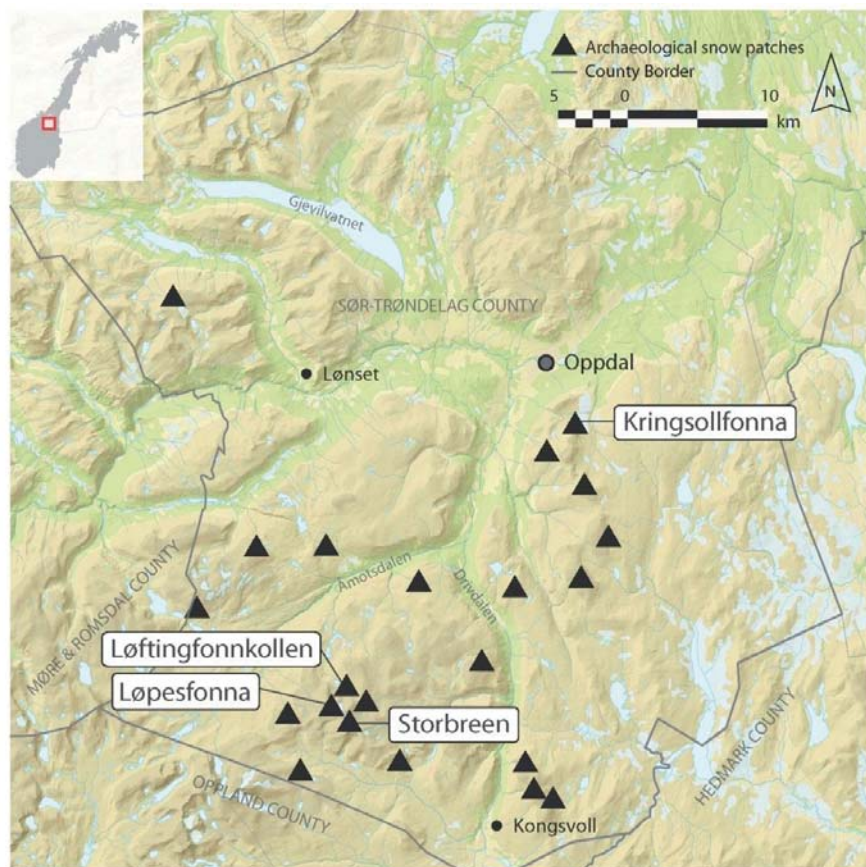 Archaeological snow patches
County Border
5 0 10
km
N
Gjevilvatnet
SØR-TRØNDELAG COUNTY
Lønset
Oppdal
Kringsollfonna
MØRE & ROMSDAL COUNTY
Åmotsdalen
Drivdalen
Løftingfonnkollen
Løpesfonna
Storbreen
OPPLAND COUNTY
HEDMARK COUNTY
Kongsvoll